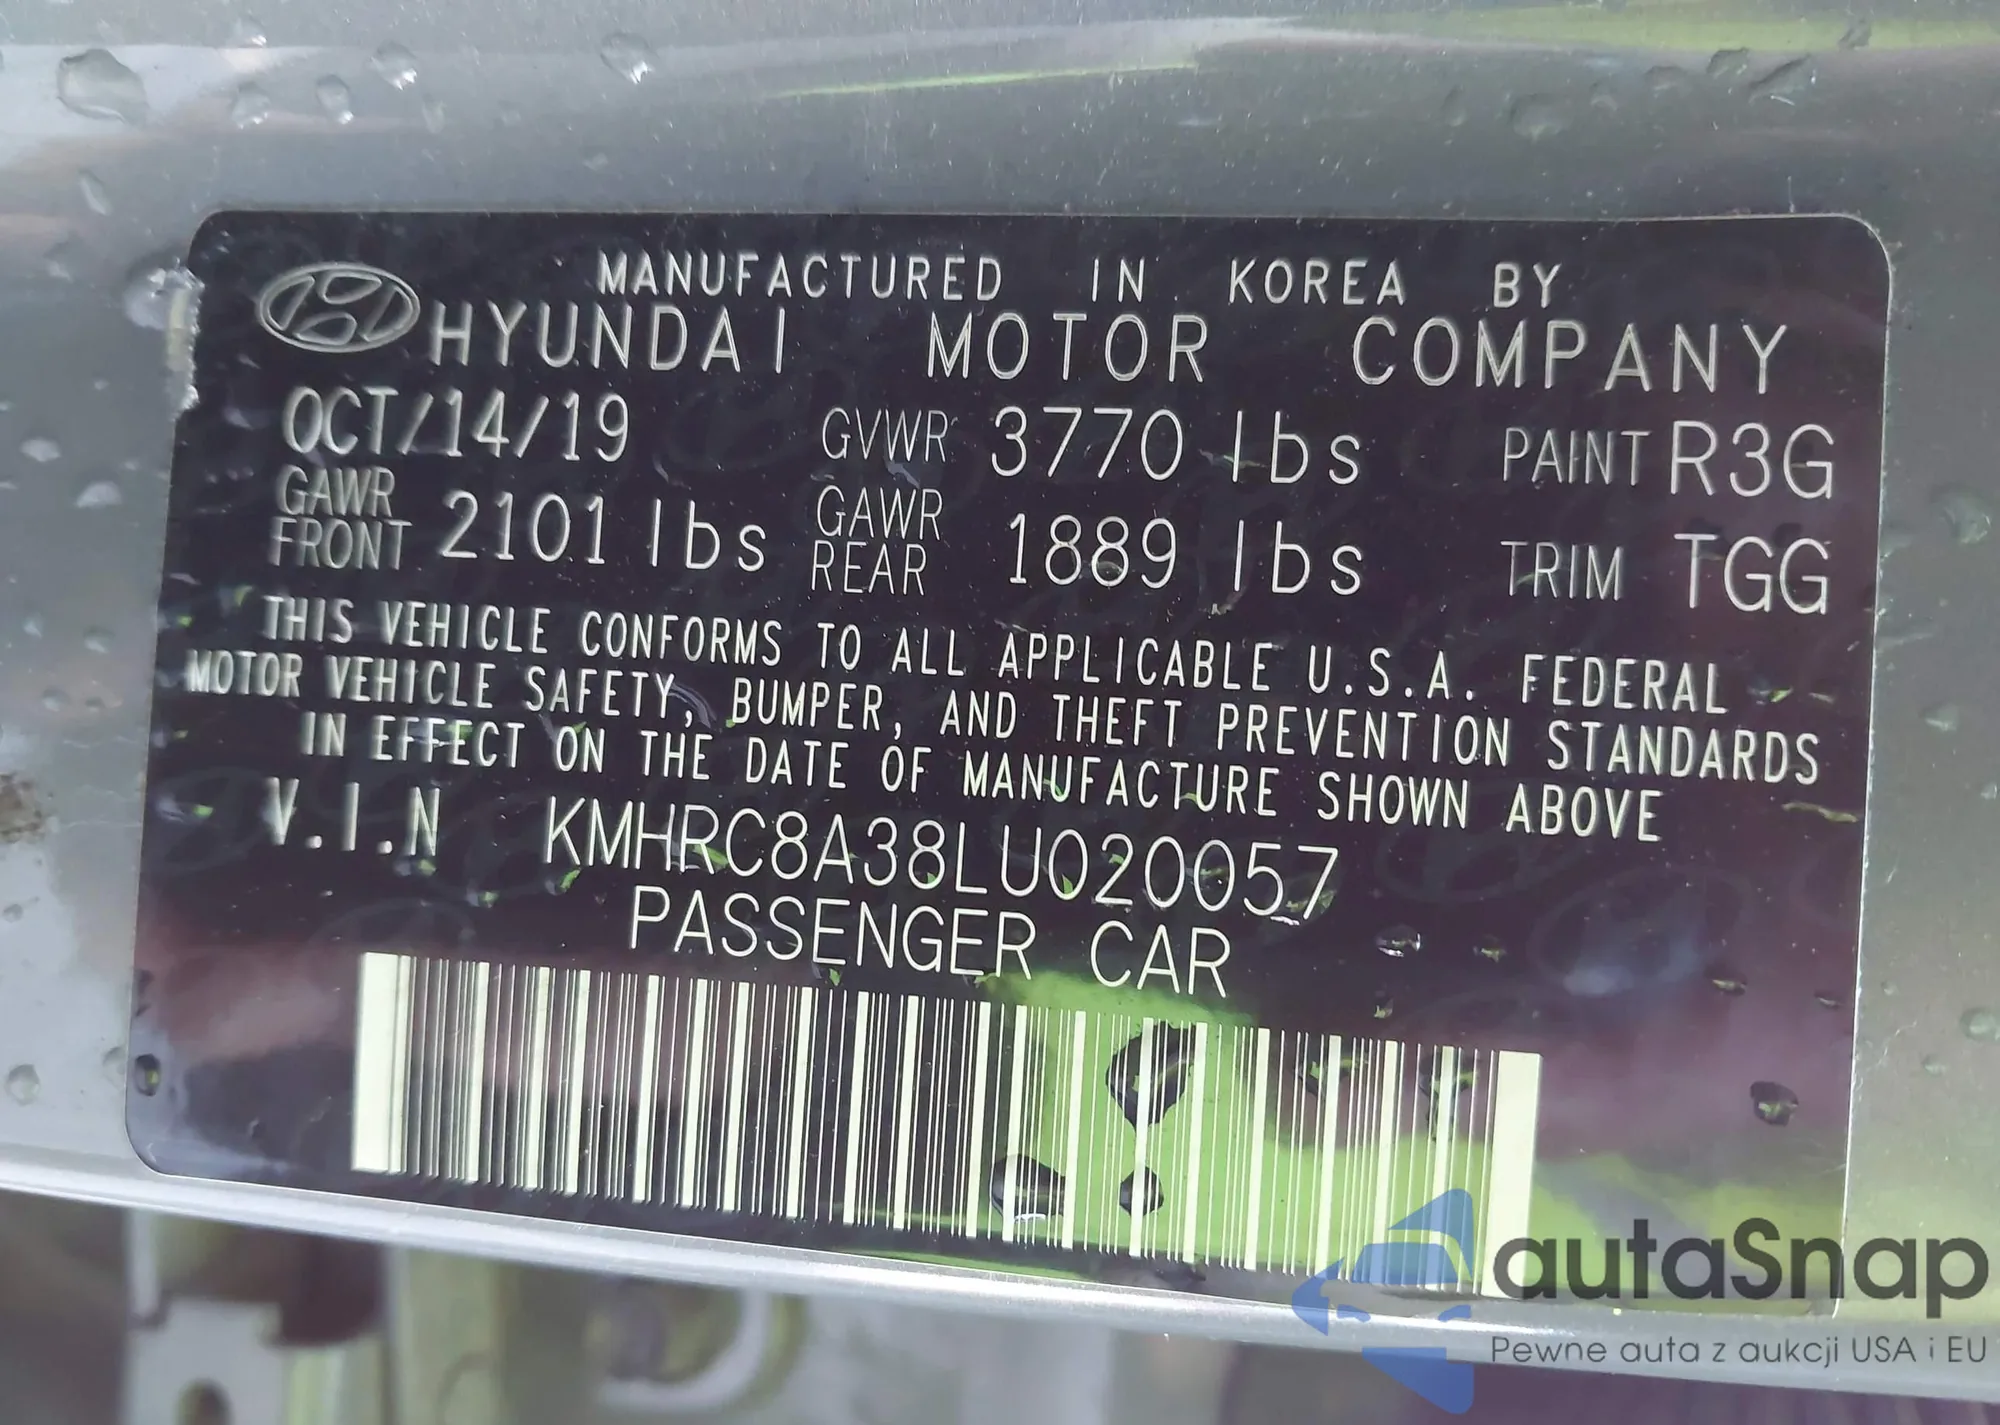 MANUFACTURED IN KOREA BY
HYUNDAI MOTOR COMPANY
OCT/14/19 GVWR 3770 lbs PAINT R3G
GAWR FRONT 2101 lbs GAWR REAR 1889 lbs TRIM TGG
THIS VEHICLE CONFORMS TO ALL APPLICABLE U.S.A. FEDERAL
MOTOR VEHICLE SAFETY, BUMPER, AND THEFT PREVENTION STANDARDS
IN EFFECT ON THE DATE OF MANUFACTURE SHOWN ABOVE
V.I.N KMHRC8A38LU020057
PASSENGER CAR
autaSnap
Pewne auta z aukcji USA i EU